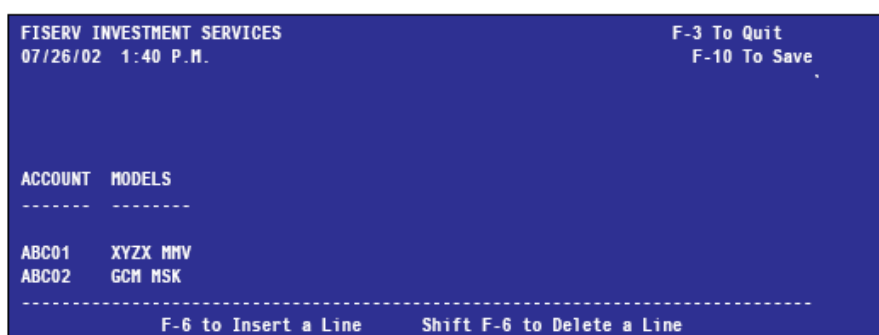 FISERV INVESTMENT SERVICES F-3 To Quit
07/26/02 1:40 P.M. F-10 To Save
ACCOUNT MODELS
------- --------
ABC01 XYZX MMV
ABC02 GCM MSK
--------------------------------------------------------------------------------
F-6 to Insert a Line Shift F-6 to Delete a Line